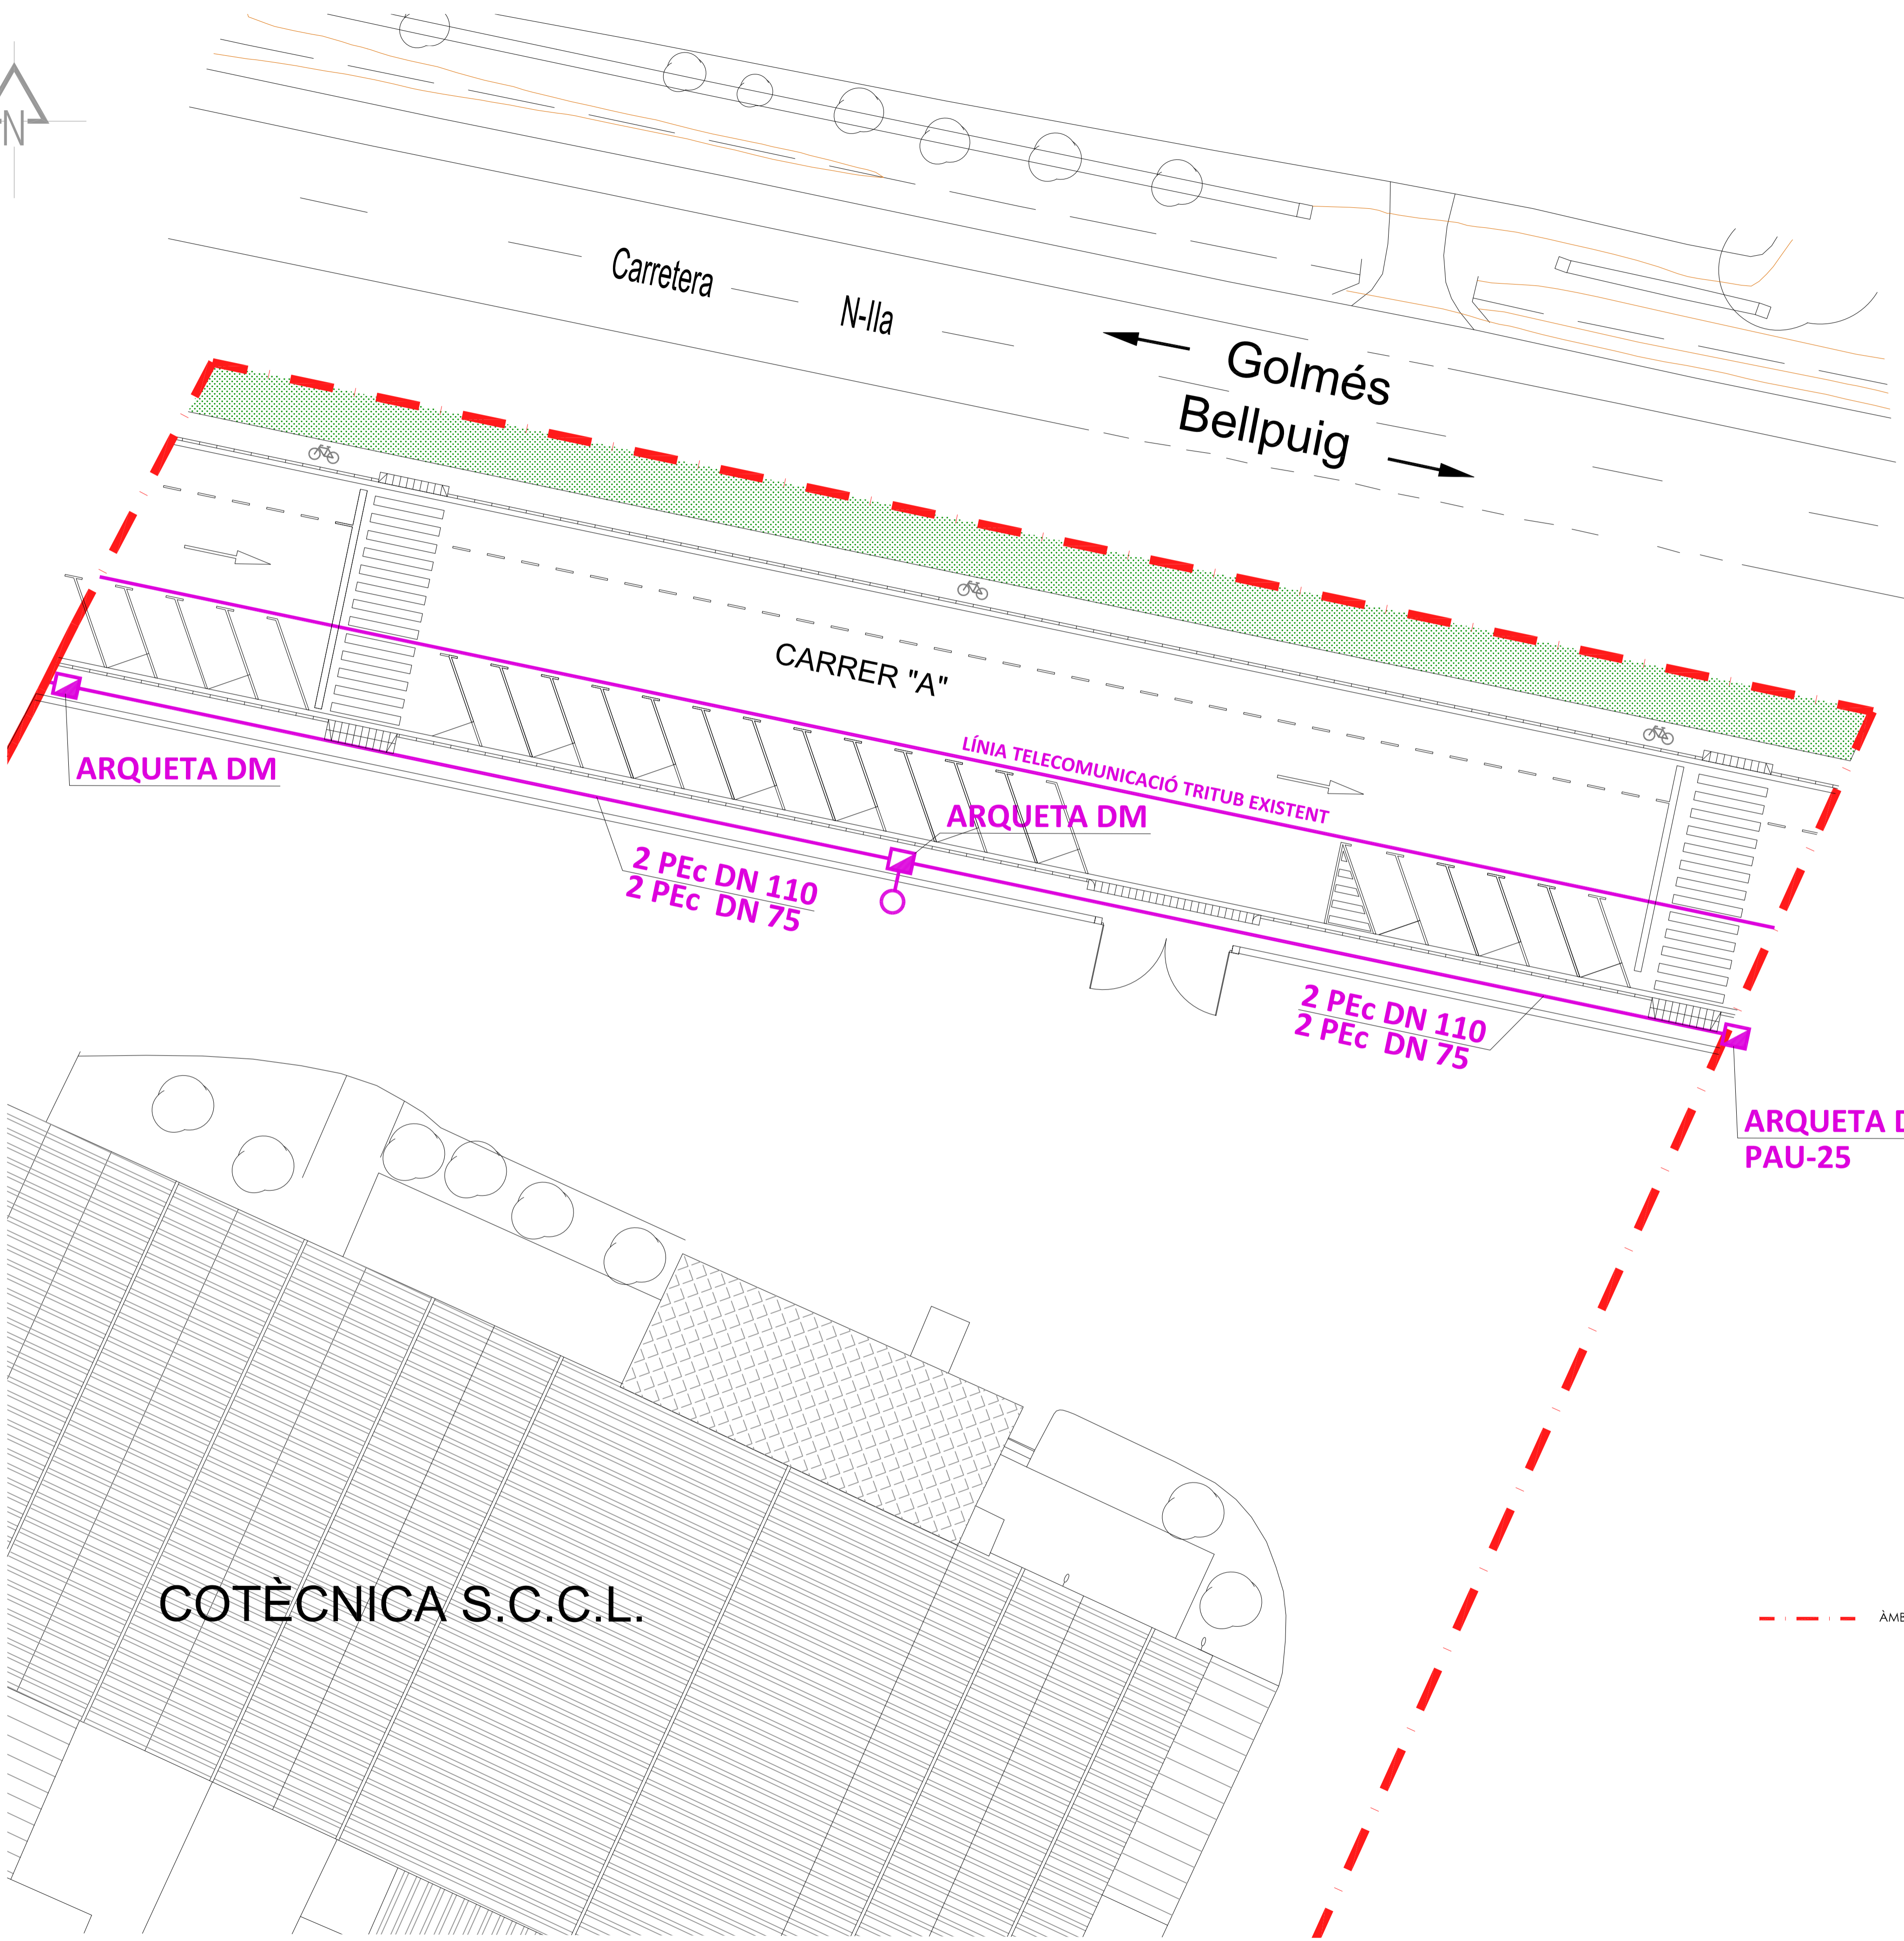 N
Carretera
N-IIa
Golmés
Bellpuig
CARRER "A"
LÍNIA TELECOMUNICACIÓ TRITUB EXISTENT
ARQUETA DM
ARQUETA DM
2 PEc DN 110
2 PEc DN 75
2 PEc DN 110
2 PEc DN 75
ARQUETA
PAU-25
COTÈCNICA S.C.C.L.